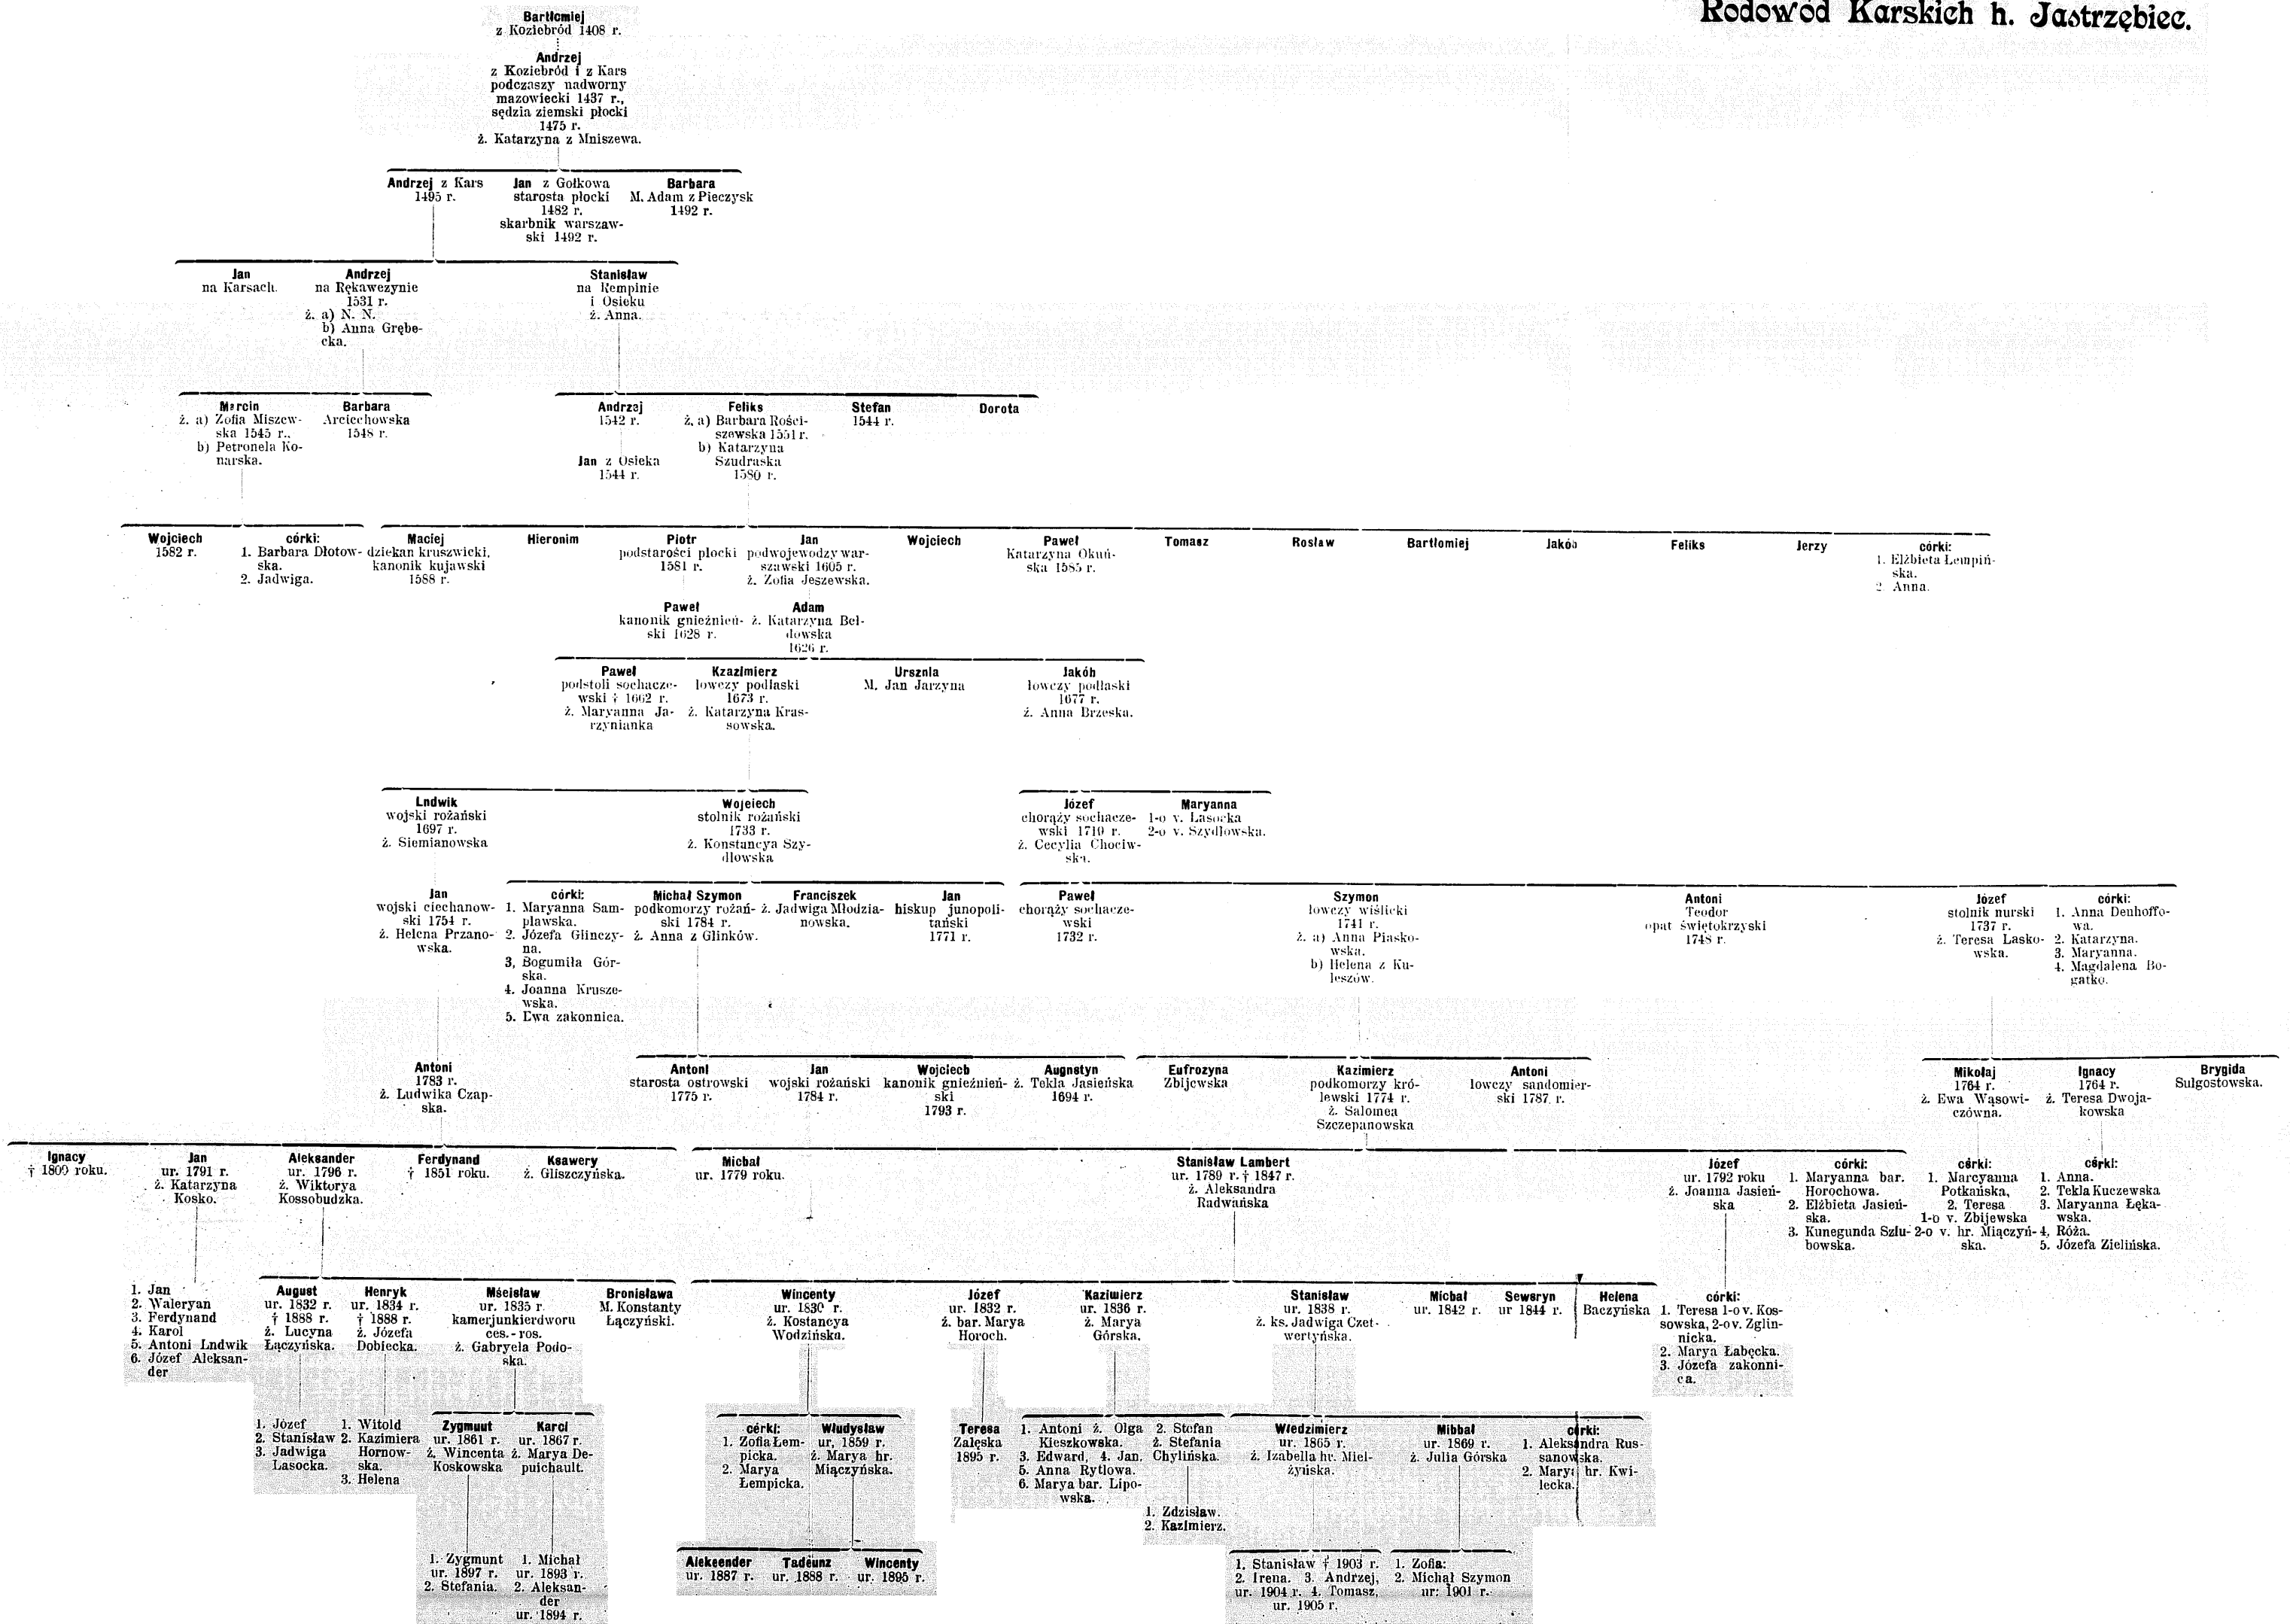 Rodowód Karskich h. Jastrzębiec.
Bartłomiej
z Koziebród 1408 r.
Andrzej
z Koziebród i z Kars
podczaszy nadworny
mazowiecki 1437 r.,
sędzia ziemski płocki
1475 r.
ż. Katarzyna z Mniszewa.
Andrzej z Kars
1495 r.
Jan z Gołkowa
starosta płocki
1482 r.
skarbnik warszaw-
ski 1492 r.
Barbara
M. Adam z Pieczysk
1492 r.
Jan
na Karsach.
Andrzej
na Rękawezynie
1531 r.
ż. a) N. N.
b) Anna Grębe-
cka.
Stanisław
na Rempinie
i Osieku
ż. Anna.
Marcin
ż. a) Zofia Miszew-
ska 1545 r.,
b) Petronela Ko-
narska.
Barbara
Arciechowska
1548 r.
Andrzej
1542 r.
Jan z Osieka
1544 r.
Feliks
ż. a) Barbara Rości-
szewska 1551 r.
b) Katarzyna
Szudraska
1580 r.
Stefan
1544 r.
Dorota
Wojciech
1582 r.
córki:
1. Barbara Dłotow-
ska.
2. Jadwiga.
Maciej
dziekan kruszwicki,
kanonik kujawski
1588 r.
Hieronim
Piotr
podstarości płocki
1581 r.
Jan
podwojewodzy war-
szawski 1605 r.
ż. Zofia Jeszewska.
Wojciech
Paweł
Katarzyna Okuń-
ska 1585 r.
Tomasz
Rosław
Bartłomiej
Jakób
Feliks
Jerzy
córki:
1. Elżbieta Łempiń-
ska.
2. Anna.
Paweł
kanonik gnieźnień-
ski 1628 r.
Adam
ż. Katarzyna Beł-
dowska
1626 r.
Paweł
podstoli sochacze-
wski † 1662 r.
ż. Maryanna Ja-
rzynianka
Kzazimierz
łowczy podlaski
1673 r.
ż. Katarzyna Kras-
sowska.
Ursznla
M. Jan Jarzyna
Jakób
łowczy podlaski
1677 r.
ż. Anna Brzeska.
Lndwik
wojski rożański
1697 r.
ż. Siemianowska
Wojeiech
stolnik rożański
1733 r.
ż. Konstancya Szy-
dłowska
Józef
chorąży sochacze-
wski 1710 r.
ż. Cecylia Chociw-
ska.
Maryanna
1-o v. Lasocka
2-o v. Szydłowska.
Jan
wojski ciechanow-
ski 1754 r.
ż. Helena Przano-
wska.
córki:
1. Maryanna Sam-
pławska.
2. Józefa Glinczy-
na.
3, Bogumiła Gór-
ska.
4. Joanna Krusze-
wska.
5. Ewa zakonnica.
Michał Szymon
podkomorzy rożań-
ski 1784 r.
ż. Anna z Glinków.
Franciszek
ż. Jadwiga Młodzia-
nowska.
Jan
biskup junopoli-
tański
1771 r.
Paweł
chorąży sochacze-
wski
1732 r.
Szymon
łowczy wiślicki
1741 r.
ż. a) Anna Piasko-
wska.
b) Helena z Ku-
leszów.
Antoni
Teodor
opat świętokrzyski
1748 r.
Józef
stolnik nurski
1737 r.
ż. Teresa Lasko-
wska.
córki:
1. Anna Denhoffo-
wa.
2. Katarzyna.
3. Maryanna.
4. Magdalena Bo-
gatko.
Antoni
1783 r.
ż. Ludwika Czap-
ska.
Antoni
starosta ostrowski
1775 r.
Jan
wojski rożański
1784 r.
Wojciech
kanonik gnieźnień-
ski
1793 r.
Augnstyn
ż. Tekla Jasieńska
1694 r.
Eufrozyna
Zbijewska
Kazimierz
podkomorzy kró-
lewski 1774 r.
ż. Salomea
Szczepanowska
Antoni
łowczy sandomier-
ski 1787 r.
Mikołaj
1764 r.
ż. Ewa Wąsowi-
czówna.
Ignacy
1764 r.
ż. Teresa Dwoja-
kowska
Brygida
Sulgostowska.
Ignacy
† 1809 roku.
Jan
ur. 1791 r.
ż. Katarzyna
Kosko.
Aleksander
ur. 1796 r.
ż. Wiktorya
Kossobudzka.
Ferdynand
† 1851 roku.
Ksawery
ż. Gliszczyńska.
Michał
ur. 1779 roku.
Stanisław Lambert
ur. 1789 r. † 1847 r.
ż. Aleksandra
Radwańska
Józef
ur. 1792 roku
ż. Joanna Jasień-
ska
córki:
1. Maryanna bar.
Horochowa.
2. Elżbieta Jasień-
ska.
3. Kunegunda Szlu-
bowska.
córki:
1. Marcyanna
Potkańska,
2. Teresa
1-o v. Zbijewska
2-o v. hr. Miączyń-
ska.
córki:
1. Anna.
2. Tekla Kuczewska
3. Maryanna Łęka-
wska.
4, Róża.
5. Józefa Zielińska.
1. Jan
2. Waleryan
3. Ferdynand
4. Karol
5. Antoni Lndwik
6. Józef Aleksan-
der
August
ur. 1832 r.
† 1888 r.
ż. Lucyna
Łączyńska.
Henryk
ur. 1834 r.
† 1888 r.
ż. Józefa
Dobiecka.
Mśeisław
ur. 1835 r.
kamerjunkierdworu
ces.-ros.
ż. Gabryela Podo-
ska.
Bronisława
M. Konstanty
Łączyński.
Wincenty
ur. 1830 r.
ż. Kostancya
Wodzińska.
Józef
ur. 1832 r.
ż. bar. Marya
Horoch.
Kazimierz
ur. 1836 r.
ż. Marya
Górska.
Stanisław
ur. 1838 r.
ż. ks. Jadwiga Czet-
wertyńska.
Michał
ur. 1842 r.
Seweryn
ur 1844 r.
Helena
Baczyńska
córki:
1. Teresa 1-o v. Kos-
sowska, 2-o v. Zglin-
nicka.
2. Marya Łabęcka.
3. Józefa zakonni-
ca.
1. Józef
2. Stanisław
3. Jadwiga
Lasocka.
1. Witold
2. Kazimiera
Hornow-
ska.
3. Helena
Zygmuut
ur. 1861 r.
ż. Wincenta
Koskowska
Karol
ur. 1867 r.
ż. Marya De-
puichault.
córki:
1. Zofia Łem-
picka.
2. Marya
Łempicka.
Władysław
ur, 1859 r.
ż. Marya hr.
Miączyńska.
Teresa
Załęska
1895 r.
1. Antoni ż. Olga
Kieszkowska.
3. Edward, 4. Jan.
5. Anna Rytlowa.
6. Marya bar. Lipo-
wska.
2. Stefan
ż. Stefania
Chylińska.
Włodzimierz
ur. 1865 r.
ż. Izabella hr. Miel-
żyńska.
Mibbał
ur. 1869 r.
ż. Julia Górska
córki:
1. Aleksandra Rus-
sanowska.
2. Marya hr. Kwi-
lecka.
1. Zdzisław.
2. Kazimierz.
1. Zygmunt
ur. 1897 r.
2. Stefania.
1. Michał
ur. 1893 r.
2. Aleksan-
der
ur. 1894 r.
Alekeender
ur. 1887 r.
Tadeunz
ur. 1888 r.
Wincenty
ur. 1895 r.
1. Stanisław † 1903 r.
2. Irena. 3. Andrzej,
ur. 1904 r. 4. Tomasz,
ur. 1905 r.
1. Zofia:
2. Michał Szymon
ur: 1901 r.